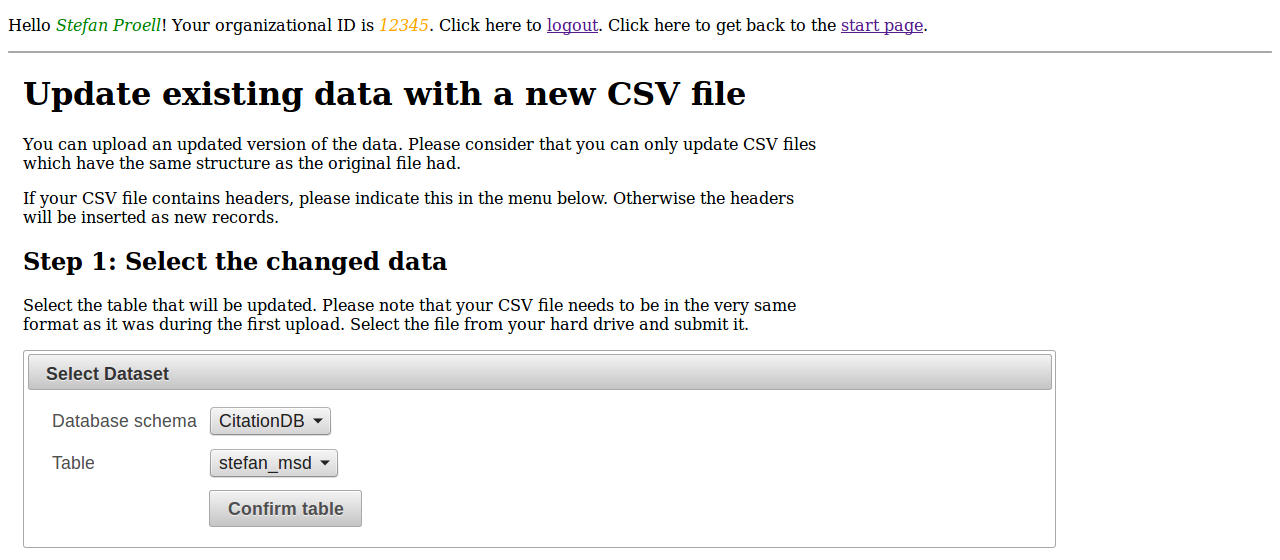 Hello Stefan Proell! Your organizational ID is 12345. Click here to logout. Click here to get back to the start page.
Update existing data with a new CSV file
You can upload an updated version of the data. Please consider that you can only update CSV files
which have the same structure as the original file had.
If your CSV file contains headers, please indicate this in the menu below. Otherwise the headers
will be inserted as new records.
Step 1: Select the changed data
Select the table that will be updated. Please note that your CSV file needs to be in the very same
format as it was during the first upload. Select the file from your hard drive and submit it.
Select Dataset
Database schema CitationDB
Table stefan_msd
Confirm table